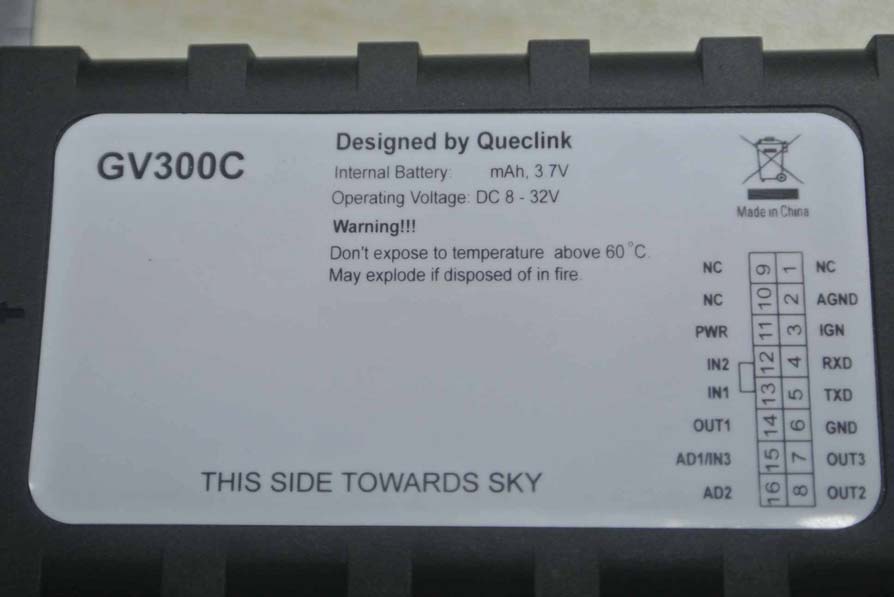 GV300C
Designed by Queclink
Internal Battery: mAh, 3.7V
Operating Voltage: DC 8 - 32V
Warning!!!
Don't expose to temperature above 60°C.
May explode if disposed of in fire.
Made in China
NC 9 1 NC
NC 10 2 AGND
PWR 11 3 IGN
IN2 12 4 RXD
IN1 13 5 TXD
OUT1 14 6 GND
AD1/IN3 15 7 OUT3
AD2 16 8 OUT2
THIS SIDE TOWARDS SKY